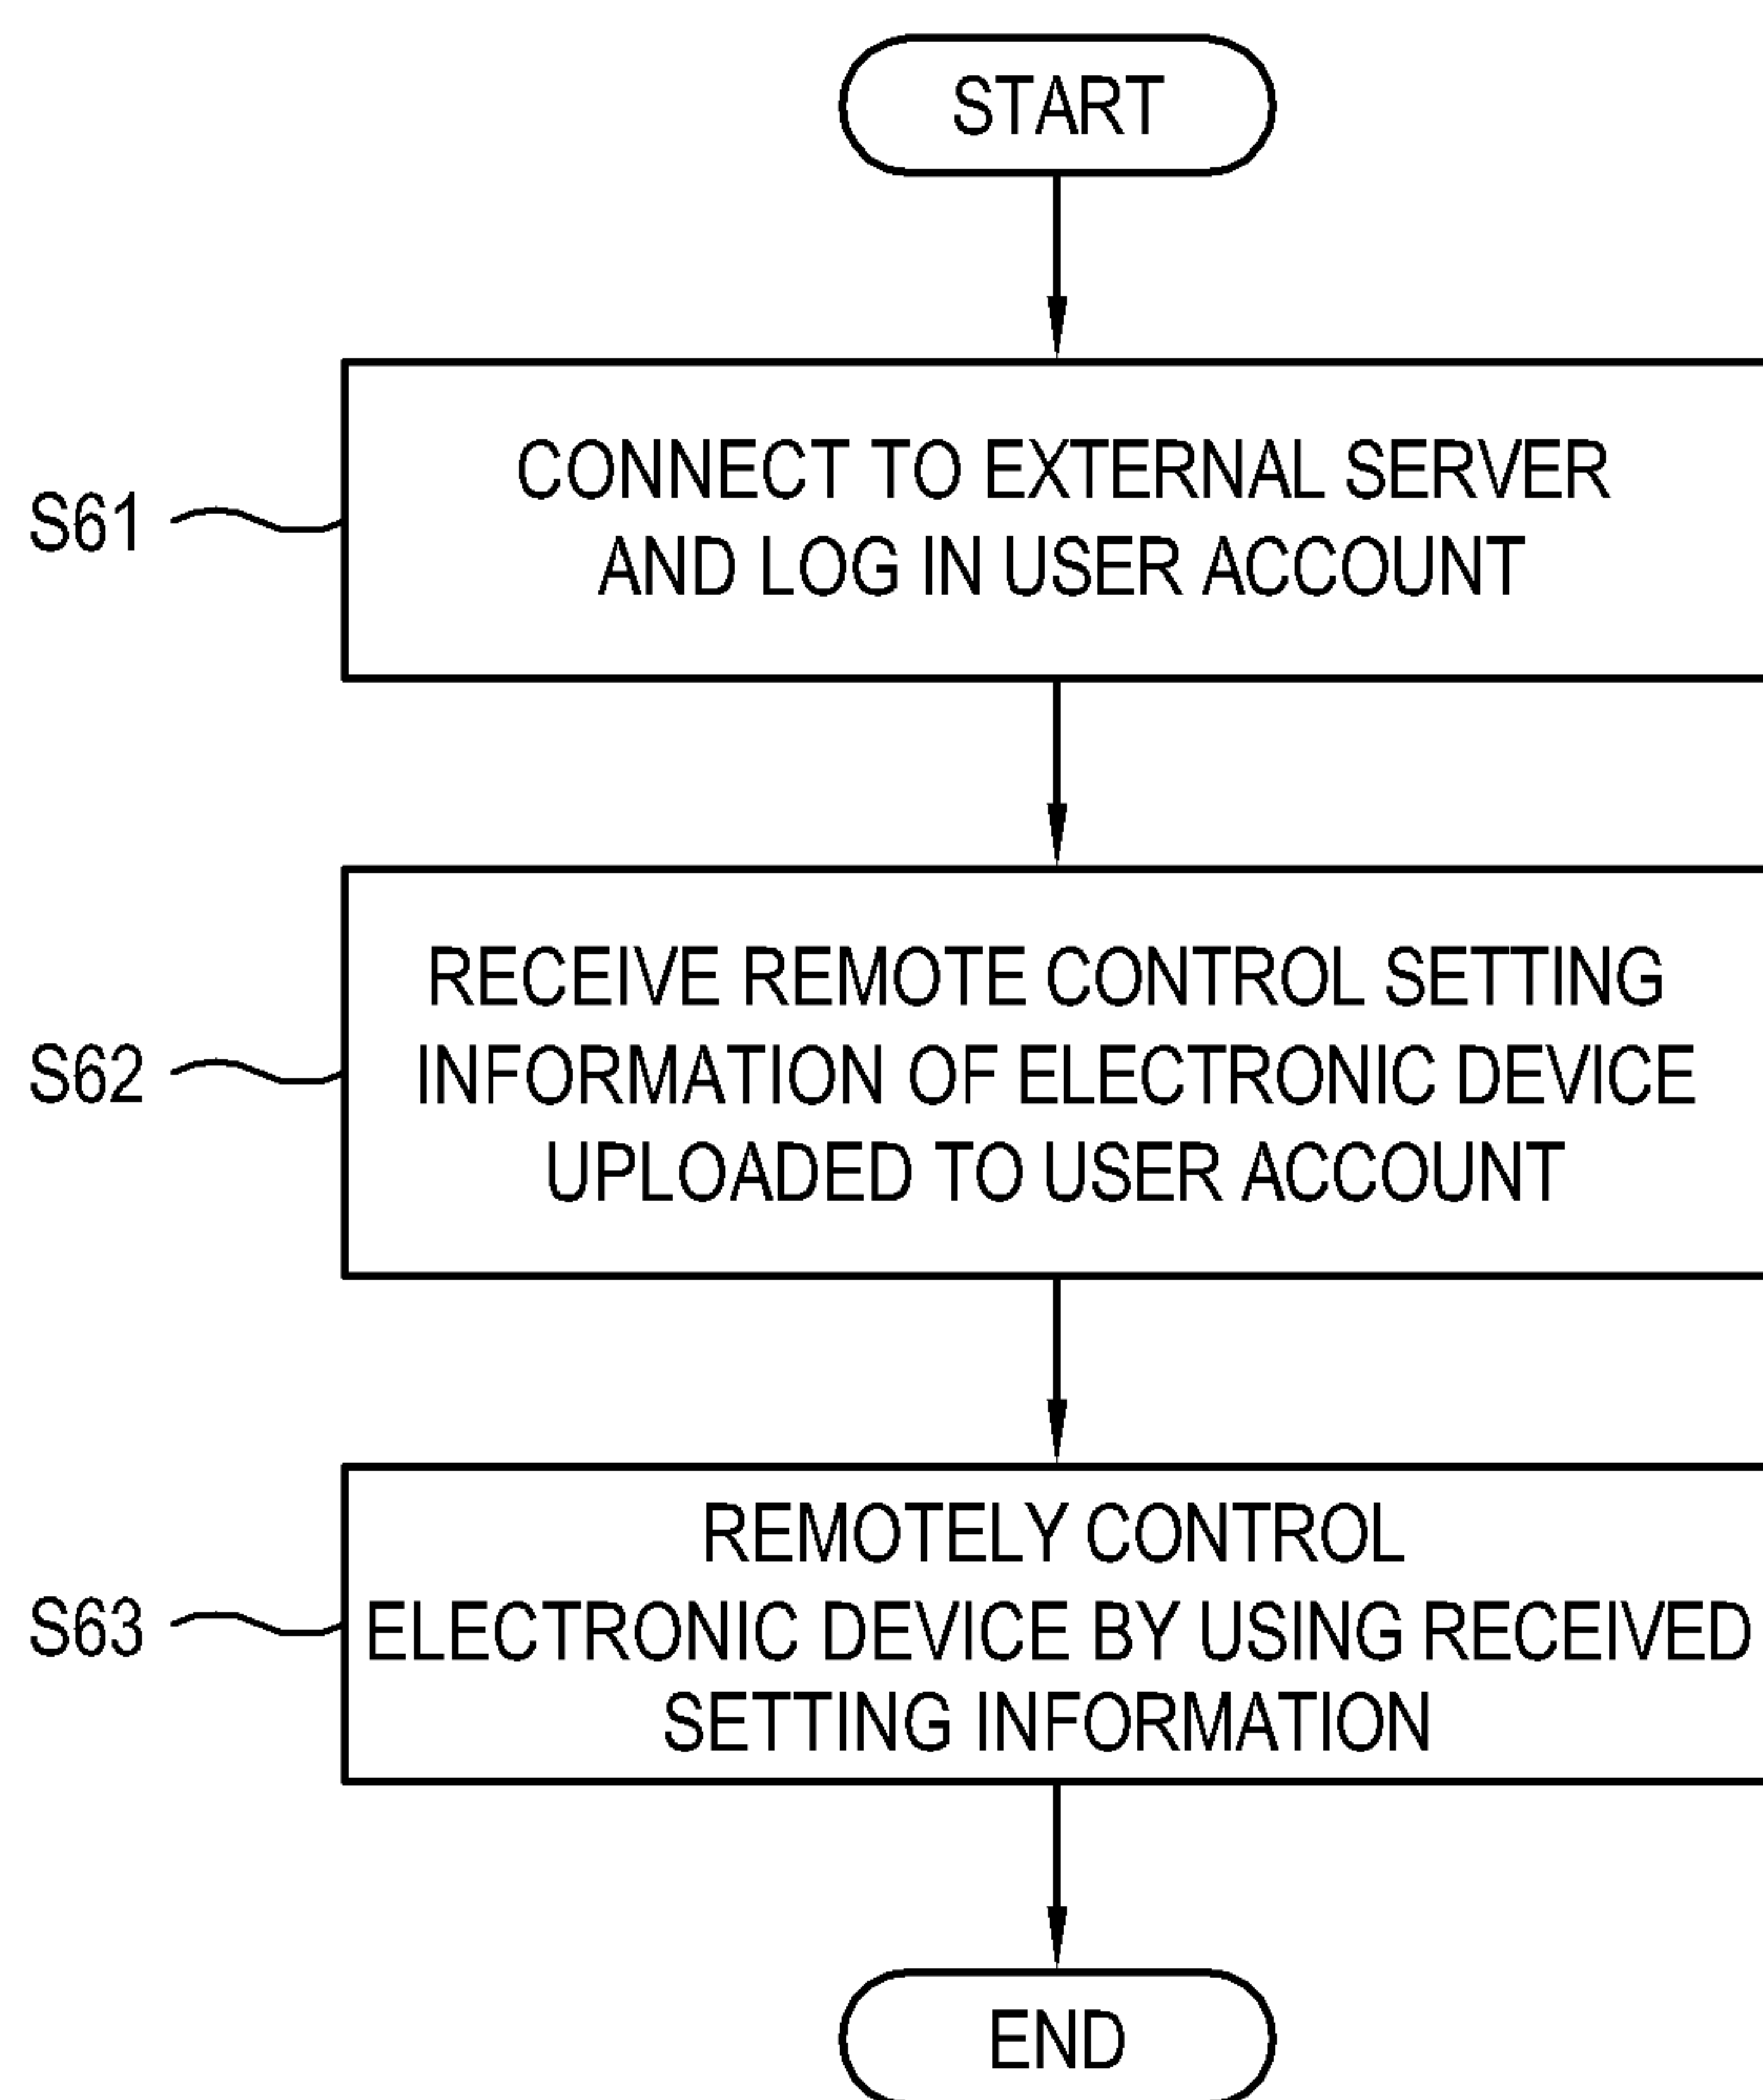 START
CONNECT TO EXTERNAL SERVER
AND LOG IN USER ACCOUNT
S61
RECEIVE REMOTE CONTROL SETTING
INFORMATION OF ELECTRONIC DEVICE
UPLOADED TO USER ACCOUNT
S62
REMOTELY CONTROL
ELECTRONIC DEVICE BY USING RECEIVED
SETTING INFORMATION
S63
END